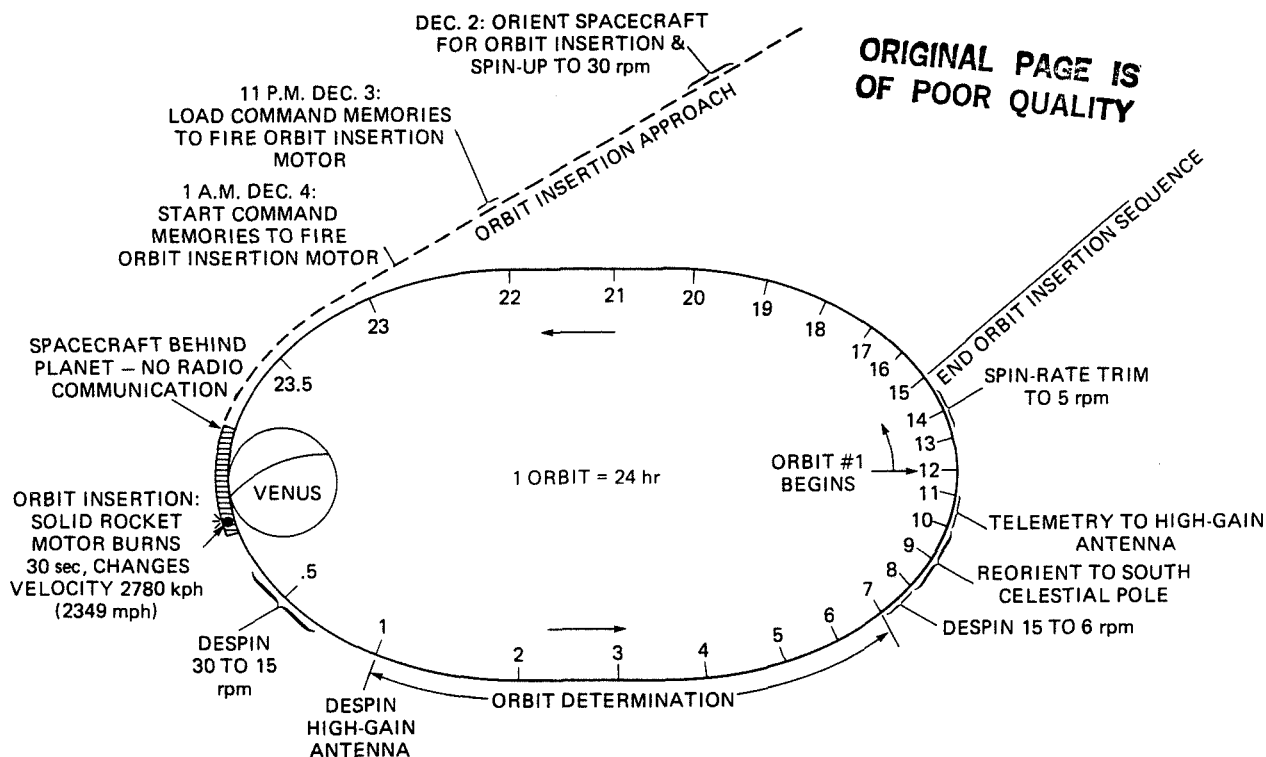 DEC. 2: ORIENT SPACECRAFT
FOR ORBIT INSERTION &
SPIN-UP TO 30 rpm
ORIGINAL PAGE IS
OF POOR QUALITY
11 P.M. DEC. 3:
LOAD COMMAND MEMORIES
TO FIRE ORBIT INSERTION
MOTOR
1 A.M. DEC. 4:
START COMMAND
MEMORIES TO FIRE
ORBIT INSERTION MOTOR
ORBIT INSERTION APPROACH
END ORBIT INSERTION SEQUENCE
SPACECRAFT BEHIND
PLANET – NO RADIO
COMMUNICATION
23.5
23
22
21
20
19
18
17
16
15
14
13
12
11
10
9
8
7
6
5
4
3
2
1
.5
SPIN-RATE TRIM
TO 5 rpm
ORBIT #1
BEGINS
1 ORBIT = 24 hr
VENUS
ORBIT INSERTION:
SOLID ROCKET
MOTOR BURNS
30 sec, CHANGES
VELOCITY 2780 kph
(2349 mph)
TELEMETRY TO HIGH-GAIN
ANTENNA
REORIENT TO SOUTH
CELESTIAL POLE
DESPIN 15 TO 6 rpm
DESPIN
30 TO 15
rpm
DESPIN
HIGH-GAIN
ANTENNA
ORBIT DETERMINATION